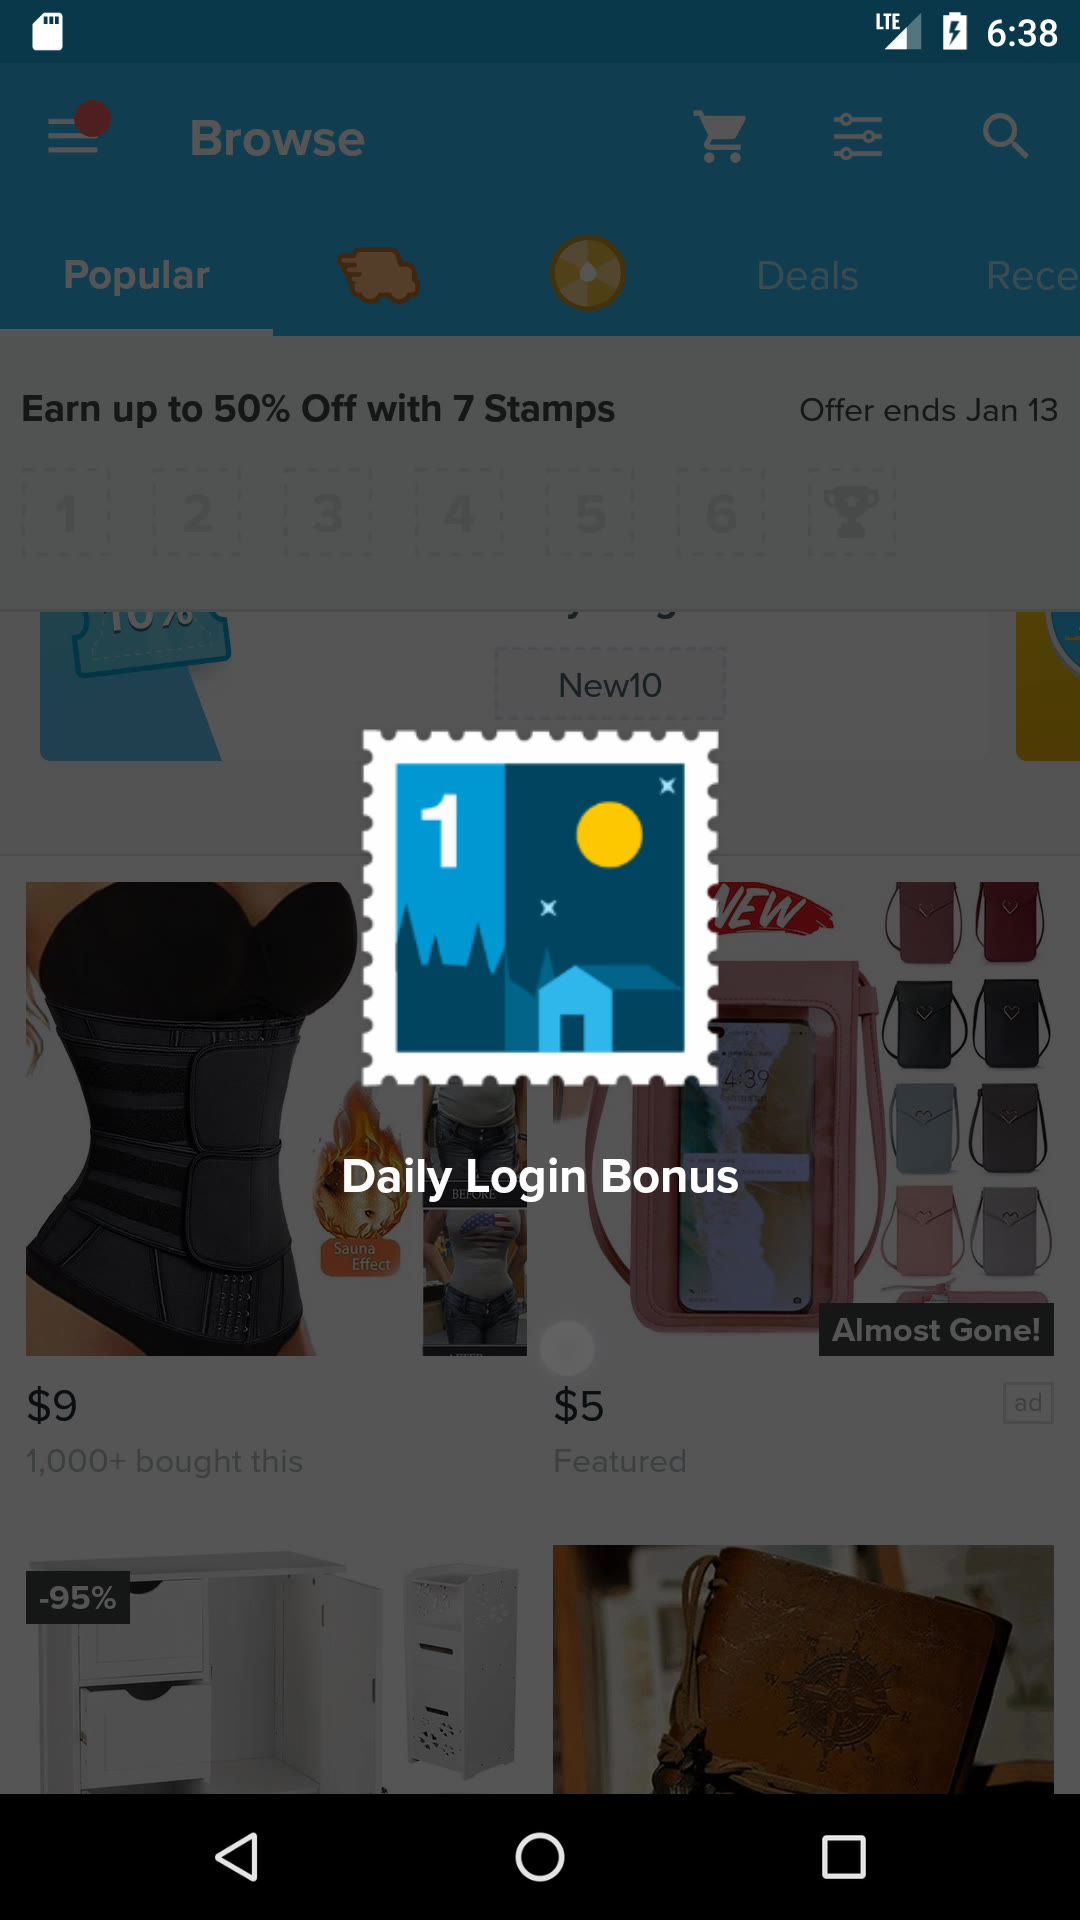 LTE 6:38
Browse
Popular
Deals
Rece
Earn up to 50% Off with 7 Stamps
Offer ends Jan 13
1 2 3 4 5 6
10%
New10
1
NEW
4:39
Daily Login Bonus
BEFORE
Sauna
Effect
Almost Gone!
$9
1,000+ bought this
$5
ad
Featured
-95%